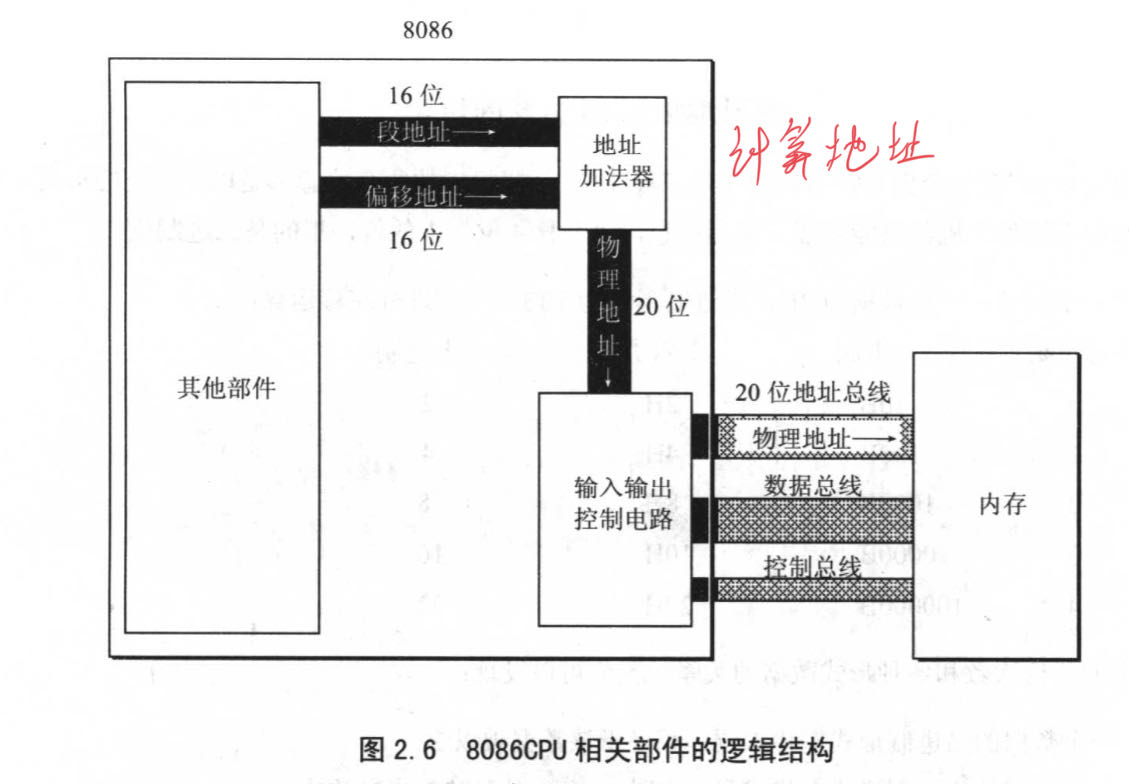 8086
16 位
段地址
偏移地址
16 位
地址
加法器
计算地址
物理地址
20 位
其他部件
输入输出
控制电路
20 位地址总线
物理地址
数据总线
控制总线
内存
图 2.6 8086CPU 相关部件的逻辑结构